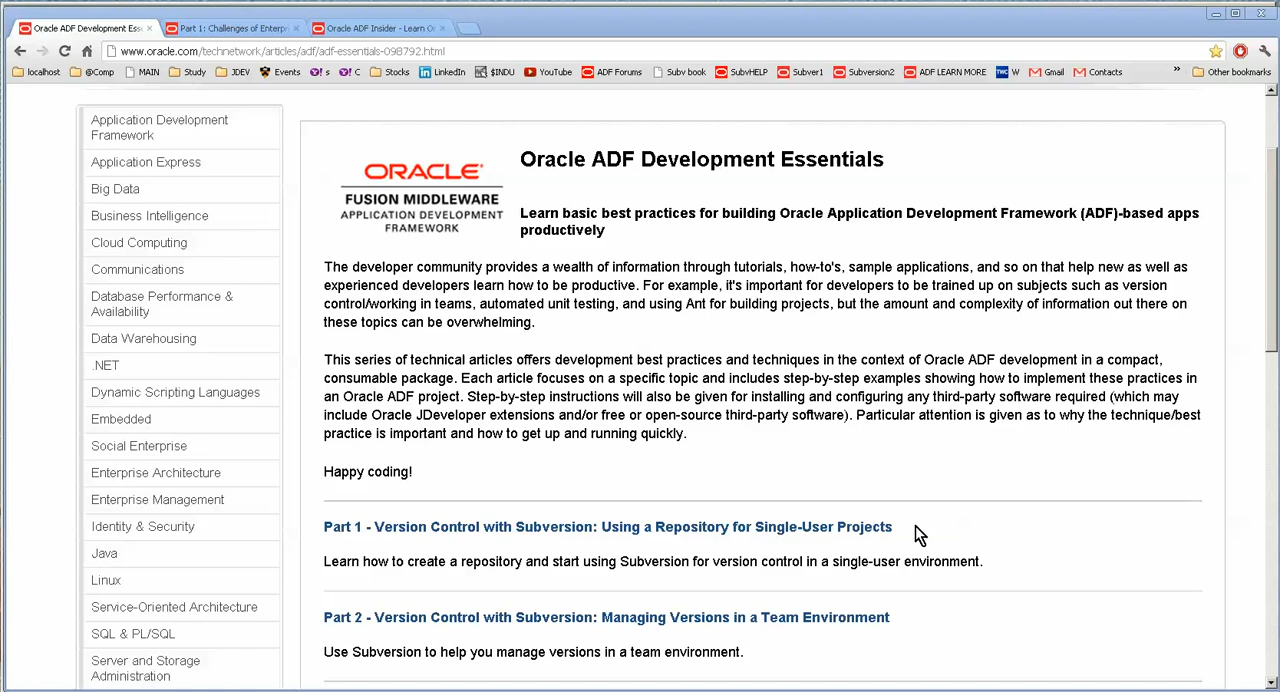 Oracle ADF Development Ess
Part 1: Challenges of Enterpr
Oracle ADF Insider - Learn O
www.oracle.com/technetwork/articles/adf/adf-essentials-098792.html
localhost @Comp MAIN Study JDEV Events Y! s Y! C Stocks LinkedIn $INDU YouTube ADF Forums Subv book SubvHELP Subver1 Subversion2 ADF LEARN MORE TWC W Gmail Contacts » Other bookmarks
Application Development
Framework
Application Express
Big Data
Business Intelligence
Cloud Computing
Communications
Database Performance &
Availability
Data Warehousing
.NET
Dynamic Scripting Languages
Embedded
Social Enterprise
Enterprise Architecture
Enterprise Management
Identity & Security
Java
Linux
Service-Oriented Architecture
SQL & PL/SQL
Server and Storage
Administration
ORACLE
FUSION MIDDLEWARE
APPLICATION DEVELOPMENT
FRAMEWORK
Oracle ADF Development Essentials
Learn basic best practices for building Oracle Application Development Framework (ADF)-based apps
productively
The developer community provides a wealth of information through tutorials, how-to's, sample applications, and so on that help new as well as
experienced developers learn how to be productive. For example, it's important for developers to be trained up on subjects such as version
control/working in teams, automated unit testing, and using Ant for building projects, but the amount and complexity of information out there on
these topics can be overwhelming.
This series of technical articles offers development best practices and techniques in the context of Oracle ADF development in a compact,
consumable package. Each article focuses on a specific topic and includes step-by-step examples showing how to implement these practices in
an Oracle ADF project. Step-by-step instructions will also be given for installing and configuring any third-party software required (which may
include Oracle JDeveloper extensions and/or free or open-source third-party software). Particular attention is given as to why the technique/best
practice is important and how to get up and running quickly.
Happy coding!
Part 1 - Version Control with Subversion: Using a Repository for Single-User Projects
Learn how to create a repository and start using Subversion for version control in a single-user environment.
Part 2 - Version Control with Subversion: Managing Versions in a Team Environment
Use Subversion to help you manage versions in a team environment.